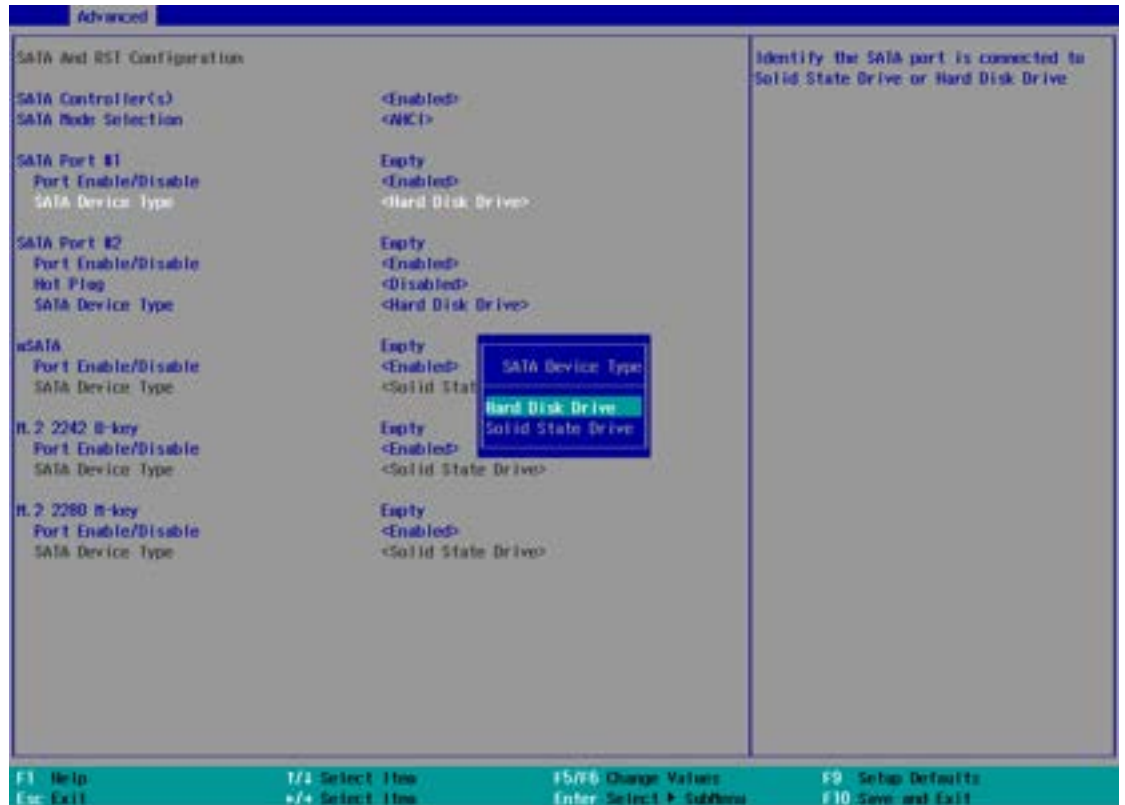 Advanced
SATA And RST Configuration
SATA Controller(s) <Enabled>
SATA Mode Selection <AHCI>
SATA Port #1 Empty
Port Enable/Disable <Enabled>
SATA Device Type <Hard Disk Drive>
SATA Port #2 Empty
Port Enable/Disable <Enabled>
Hot Plug <Disabled>
SATA Device Type <Hard Disk Drive>
mSATA Empty
Port Enable/Disable <Enabled>
SATA Device Type <Solid Stat
M.2 2242 B-key Empty
Port Enable/Disable <Enabled>
SATA Device Type <Solid State Drive>
M.2 2280 M-key Empty
Port Enable/Disable <Enabled>
SATA Device Type <Solid State Drive>
SATA Device Type
Hard Disk Drive
Solid State Drive
Identify the SATA port is connected to
Solid State Drive or Hard Disk Drive
F1 Help ↑/↓ Select Item F5/F6 Change Values F9 Setup Defaults
Esc Exit Select Item Enter Select ▶ SubMenu F10 Save and Exit